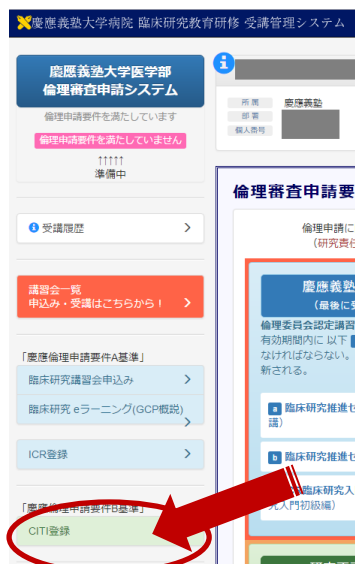 慶應義塾大学病院 臨床研究教育研修 受講管理システム
慶應義塾大学医学部
倫理審査申請システム
倫理申請要件を満たしています
倫理申請要件を満たしていません
↑↑↑↑↑
準備中
受講履歴
講習会一覧
申込み・受講はこちらから！
「慶應倫理申請要件A基準」
臨床研究講習会申込み
臨床研究 eラーニング(GCP概説)
ICR登録
「慶應倫理申請要件B基準」
CITI登録
所属 慶應義塾
部署
個人番号
倫理審査申請要
倫理申請に
（研究責任
慶應義塾
（最後に受
倫理委員会認定講習
有効期間内に 以下
なければならない。
新される。
a 臨床研究推進セ
講）
b 臨床研究推進セ
臨床研究入
究入門初級編）